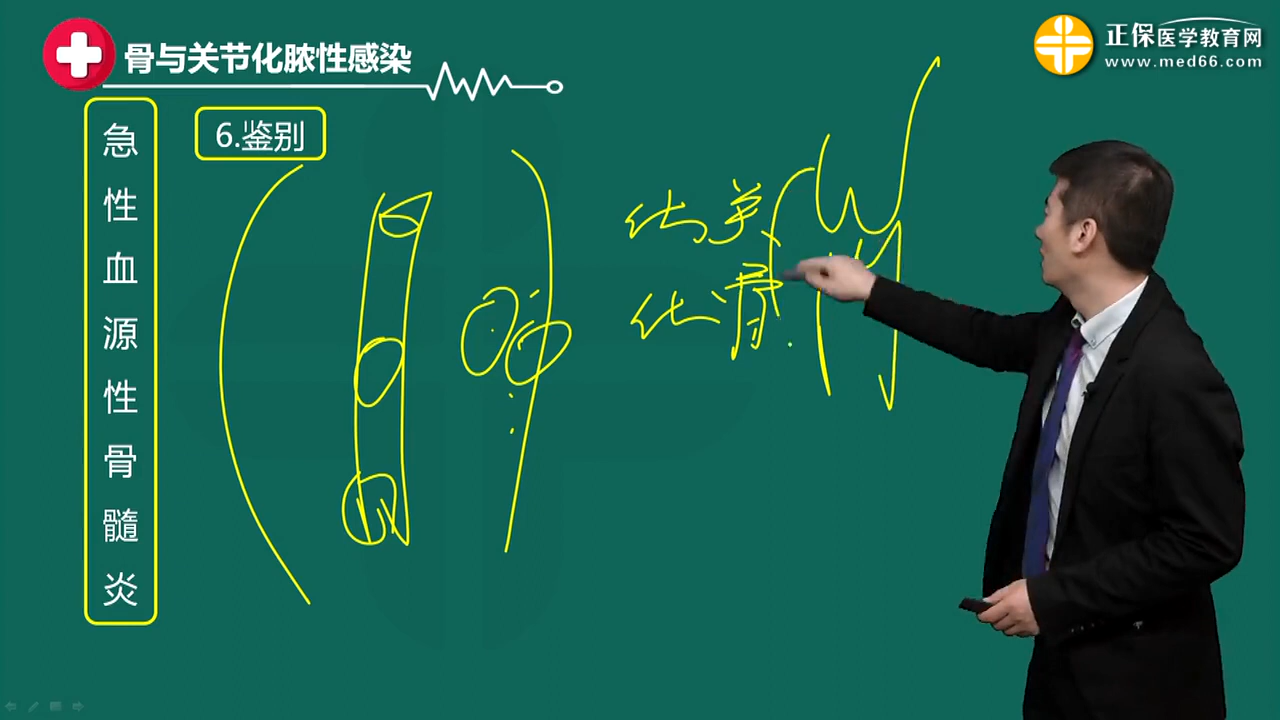 骨与关节化脓性感染
正保医学教育网
www.med66.com
急性血源性骨髓炎
6.鉴别
化关
化骨